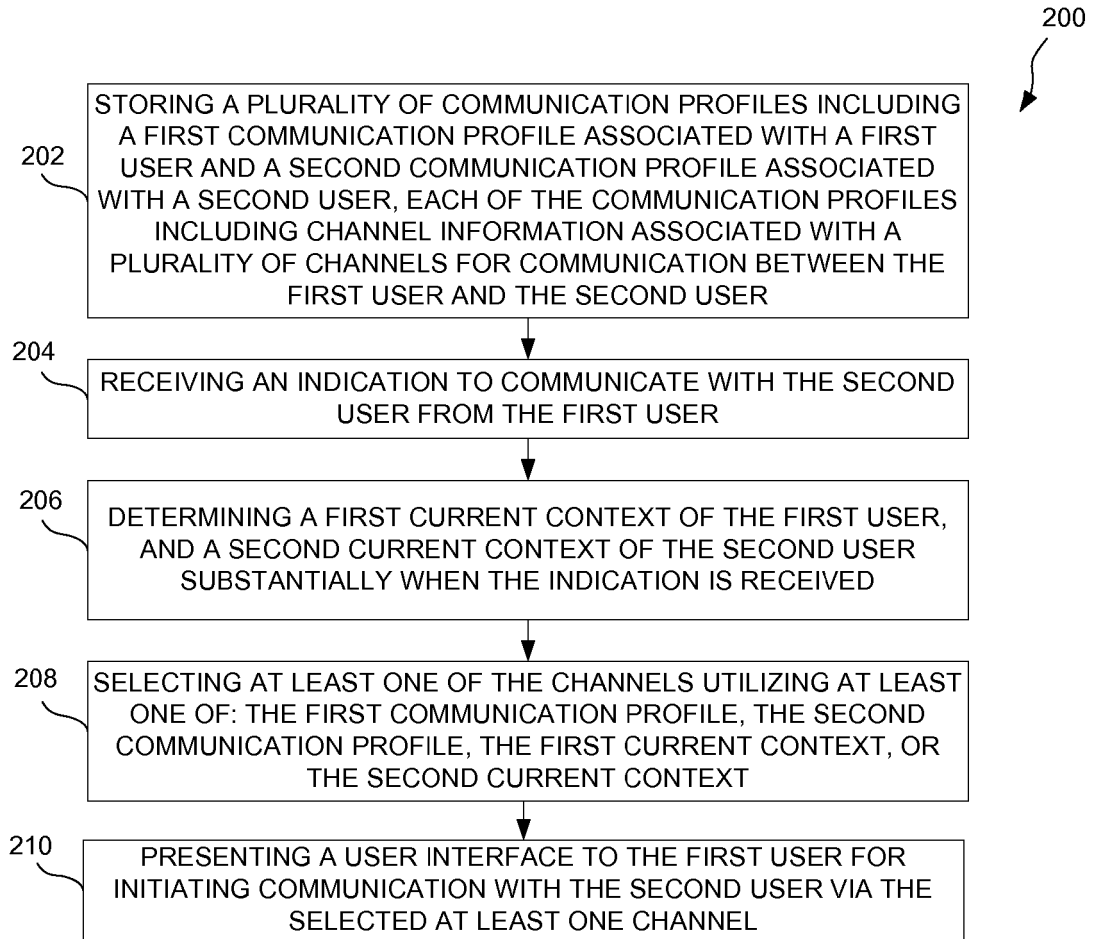 200
202
STORING A PLURALITY OF COMMUNICATION PROFILES INCLUDING
A FIRST COMMUNICATION PROFILE ASSOCIATED WITH A FIRST
USER AND A SECOND COMMUNICATION PROFILE ASSOCIATED
WITH A SECOND USER, EACH OF THE COMMUNICATION PROFILES
INCLUDING CHANNEL INFORMATION ASSOCIATED WITH A
PLURALITY OF CHANNELS FOR COMMUNICATION BETWEEN THE
FIRST USER AND THE SECOND USER
204
RECEIVING AN INDICATION TO COMMUNICATE WITH THE SECOND
USER FROM THE FIRST USER
206
DETERMINING A FIRST CURRENT CONTEXT OF THE FIRST USER,
AND A SECOND CURRENT CONTEXT OF THE SECOND USER
SUBSTANTIALLY WHEN THE INDICATION IS RECEIVED
208
SELECTING AT LEAST ONE OF THE CHANNELS UTILIZING AT LEAST
ONE OF: THE FIRST COMMUNICATION PROFILE, THE SECOND
COMMUNICATION PROFILE, THE FIRST CURRENT CONTEXT, OR
THE SECOND CURRENT CONTEXT
210
PRESENTING A USER INTERFACE TO THE FIRST USER FOR
INITIATING COMMUNICATION WITH THE SECOND USER VIA THE
SELECTED AT LEAST ONE CHANNEL